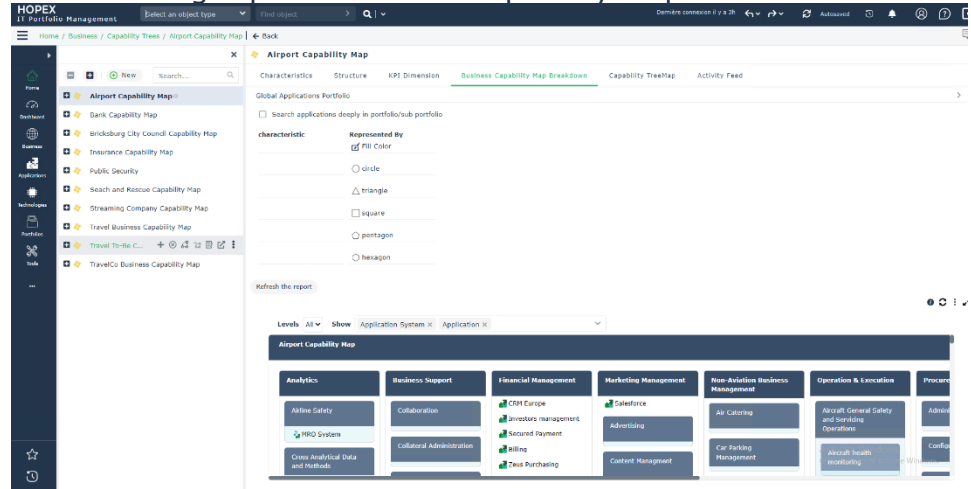 HOPEX
IT Portfolio Management
Select an object type
Find object
Dernière connexion il y a 3h
Autosaved
Home / Business / Capability Trees / Airport Capability Map
← Back
Home
Dashboard
Business
Applications
Technologies
Portfolios
Tools
New
Search...
Airport Capability Map
Bank Capability Map
Bricksburg City Council Capability Map
Insurance Capability Map
Public Security
Seach and Rescue Capability Map
Streaming Company Capability Map
Travel Business Capability Map
Travel To-Be C...
TravelCo Business Capability Map
Airport Capability Map
Characteristics Structure KPI Dimension Business Capability Map Breakdown Capability TreeMap Activity Feed
Global Applications Portfolio
Search applications deeply in portfolio/sub portfolio
characteristic Represented By
Fill Color
circle
triangle
square
pentagon
hexagon
Refresh the report
Levels All Show Application System × Application ×
Airport Capability Map
Analytics
Airline Safety
MRO System
Cross Analytical Data
and Methods
Business Support
Collaboration
Collateral Administration
Financial Management
CRM Europe
Investors management
Secured Payment
Billing
Zeus Purchasing
Marketing Management
Salesforce
Advertising
Content Managment
Non-Aviation Business
Management
Air Catering
Car Parking
Management
Operation & Execution
Aircraft General Safety
and Servicing
Operations
Aircraft health
monitoring
Procure
Admini
Config